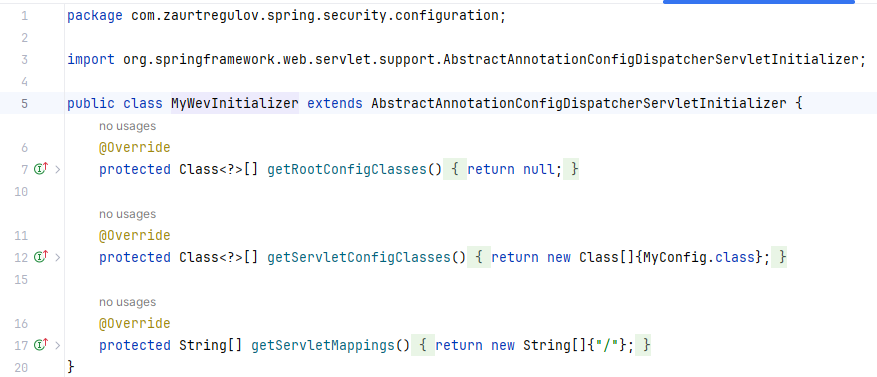 1 package com.zaurtregulov.spring.security.configuration;
2
3 import org.springframework.web.servlet.support.AbstractAnnotationConfigDispatcherServletInitializer;
4
5 public class MyWevInitializer extends AbstractAnnotationConfigDispatcherServletInitializer {
no usages
6 @Override
7 protected Class<?>[] getRootConfigClasses() { return null; }
10
no usages
11 @Override
12 protected Class<?>[] getServletConfigClasses() { return new Class[]{MyConfig.class}; }
15
no usages
16 @Override
17 protected String[] getServletMappings() { return new String[]{"/"}; }
20 }